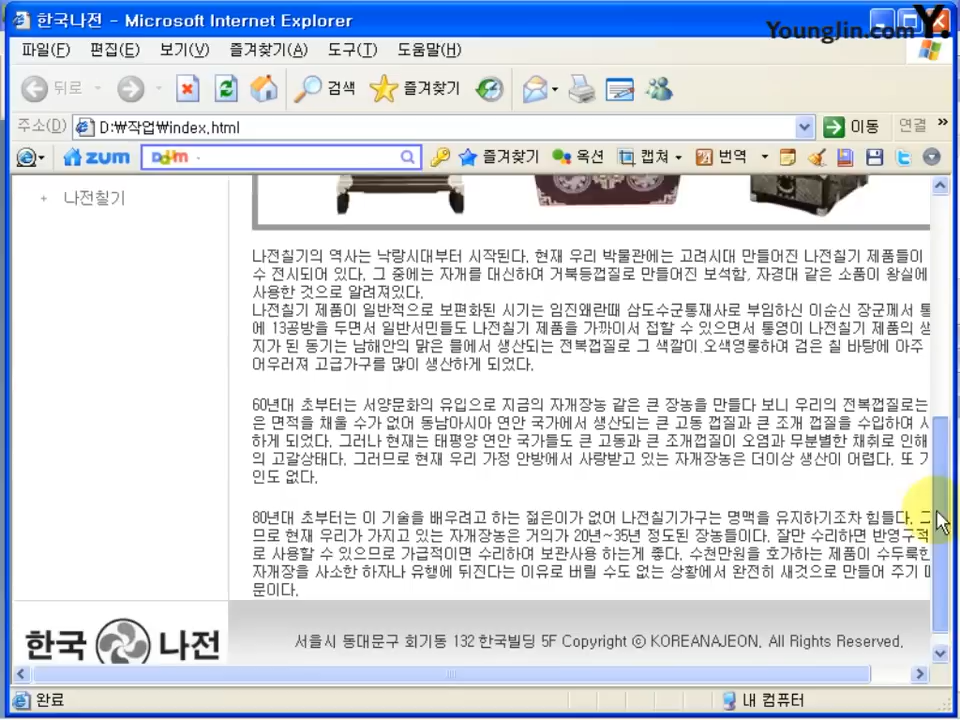 한국나전 - Microsoft Internet Explorer
YoungJin.com Y.
파일(F) 편집(E) 보기(V) 즐겨찾기(A) 도구(T) 도움말(H)
뒤로 검색 즐겨찾기
주소(D) D:\작업\index.html 이동 연결 »
zum Daum 즐겨찾기 옥션 캡쳐 번역
+ 나전칠기
나전칠기의 역사는 낙랑시대부터 시작된다. 현재 우리 박물관에는 고려시대 만들어진 나전칠기 제품들이
수 전시되어 있다. 그 중에는 자개를 대신하여 거북등껍질로 만들어진 보석함, 자경대 같은 소품이 왕실에
사용한 것으로 알려져있다.
나전칠기 제품이 일반적으로 보편화된 시기는 임진왜란때 삼도수군통재사로 부임하신 이순신 장군께서 통
에 13공방을 두면서 일반서민들도 나전칠기 제품을 가까이서 접할 수 있으면서 통영이 나전칠기 제품의 생
지가 된 동기는 남해안의 맑은 물에서 생산되는 전복껍질로 그 색깔이 오색영롱하여 검은 칠 바탕에 아주
어우러져 고급가구를 많이 생산하게 되었다.
60년대 초부터는 서양문화의 유입으로 지금의 자개장농 같은 큰 장농을 만들다 보니 우리의 전복껍질로는
은 면적을 채울 수가 없어 동남아시아 연안 국가에서 생산되는 큰 고동 껍질과 큰 조개 껍질을 수입하여 사
하게 되었다. 그러나 현재는 태평양 연안 국가들도 큰 고동과 큰 조개껍질이 오염과 무분별한 채취로 인해
의 고갈상태다. 그러므로 현재 우리 가정 안방에서 사랑받고 있는 자개장농은 더이상 생산이 어렵다. 또 기
인도 없다.
80년대 초부터는 이 기술을 배우려고 하는 젊은이가 없어 나전칠기가구는 명맥을 유지하기조차 힘들다. 그
므로 현재 우리가 가지고 있는 자개장농은 거의가 20년~35년 정도된 장농들이다. 잘만 수리하면 반영구적
로 사용할 수 있으므로 가급적이면 수리하여 보관사용 하는게 좋다. 수천만원을 호가하는 제품이 수두룩한
자개장을 사소한 하자나 유행에 뒤진다는 이유로 버릴 수도 없는 상황에서 완전히 새것으로 만들어 주기 때
문이다.
한국 나전
서울시 동대문구 회기동 132 한국빌딩 5F Copyright ⓒ KOREANAJEON. All Rights Reserved.
완료 내 컴퓨터